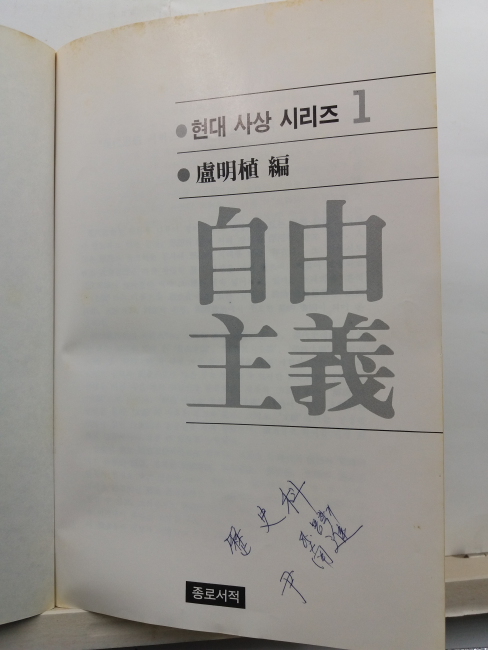 ● 현대 사상 시리즈 1
● 盧明植 編
自由
主義
歷史科
尹
종로서적